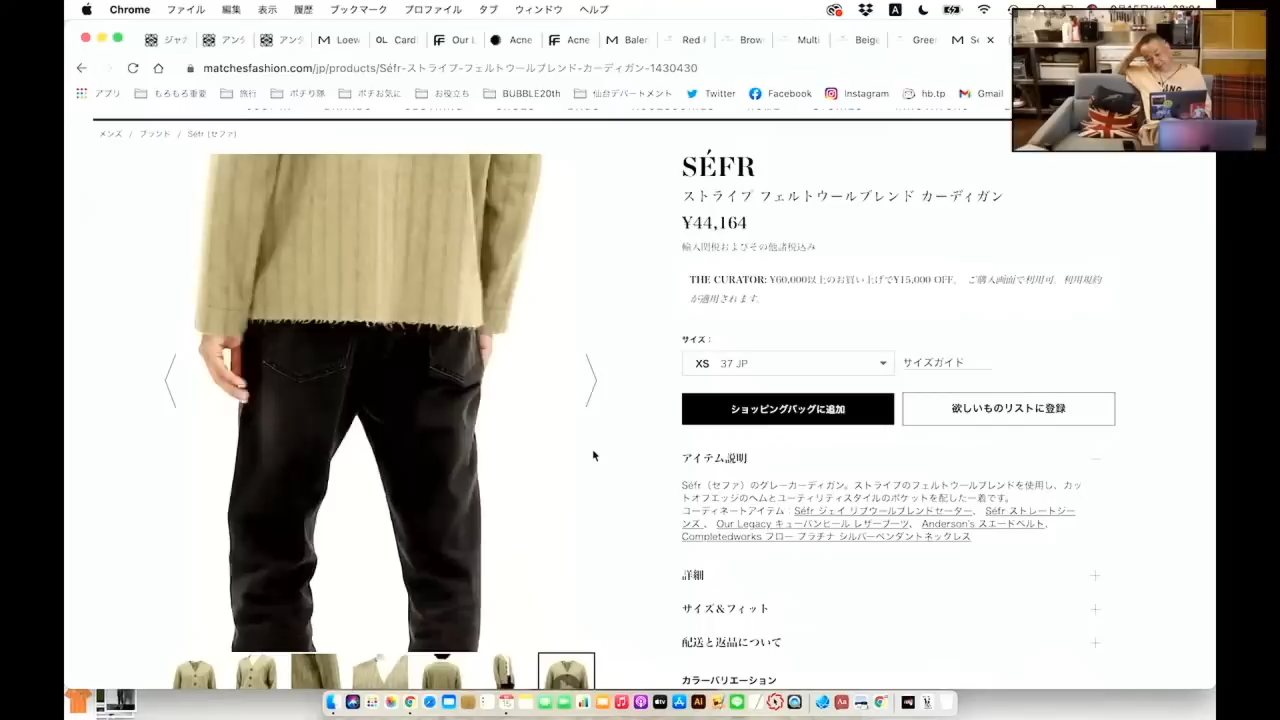 Chrome ファイル 編集 表示 履歴 ブックマーク プロファイル タブ ウィンドウ ヘルプ
ジャ アン アン Loew Card Our L Acne Acne Baler Red Brow Multi Beig Gree
matchesfashion.com/jp/products/Séfr-ストライプ-フェルトウールブレンド-カーディガン-1430430
アプリ もろもろ重要 旅行 ポチり系 ポチお気に お役立ち BUBBLE20th 仙台デパートメント Twitter Facebook Instagram hb.tp Gmail
メンズ / ブランド / Séfr (セファ)
SÉFR
ストライプ フェルトウールブレンド カーディガン
¥44,164
輸入関税およびその他諸税込み
THE CURATOR: ¥60,000以上のお買い上げで¥15,000 OFF。 ご購入画面で利用可。利用規約
が適用されます。
サイズ：
XS 37 JP サイズガイド
ショッピングバッグに追加 欲しいものリストに登録
アイテム説明
Séfr（セファ）のグレーカーディガン。ストライプのフェルトウールブレンドを使用し、カッ
トオフエッジのヘムとユーティリティスタイルのポケットを配した一着です。
コーディネートアイテム：Séfr ジェイ リブウールブレンドセーター、 Séfr ストレートジー
ンズ 、 Our Legacy キューバンヒール レザーブーツ、 Anderson's スエードベルト、
Completedworks フロー プラチナ シルバーペンダントネックレス
詳細
サイズ＆フィット
配送と返品について
カラーバリエーション